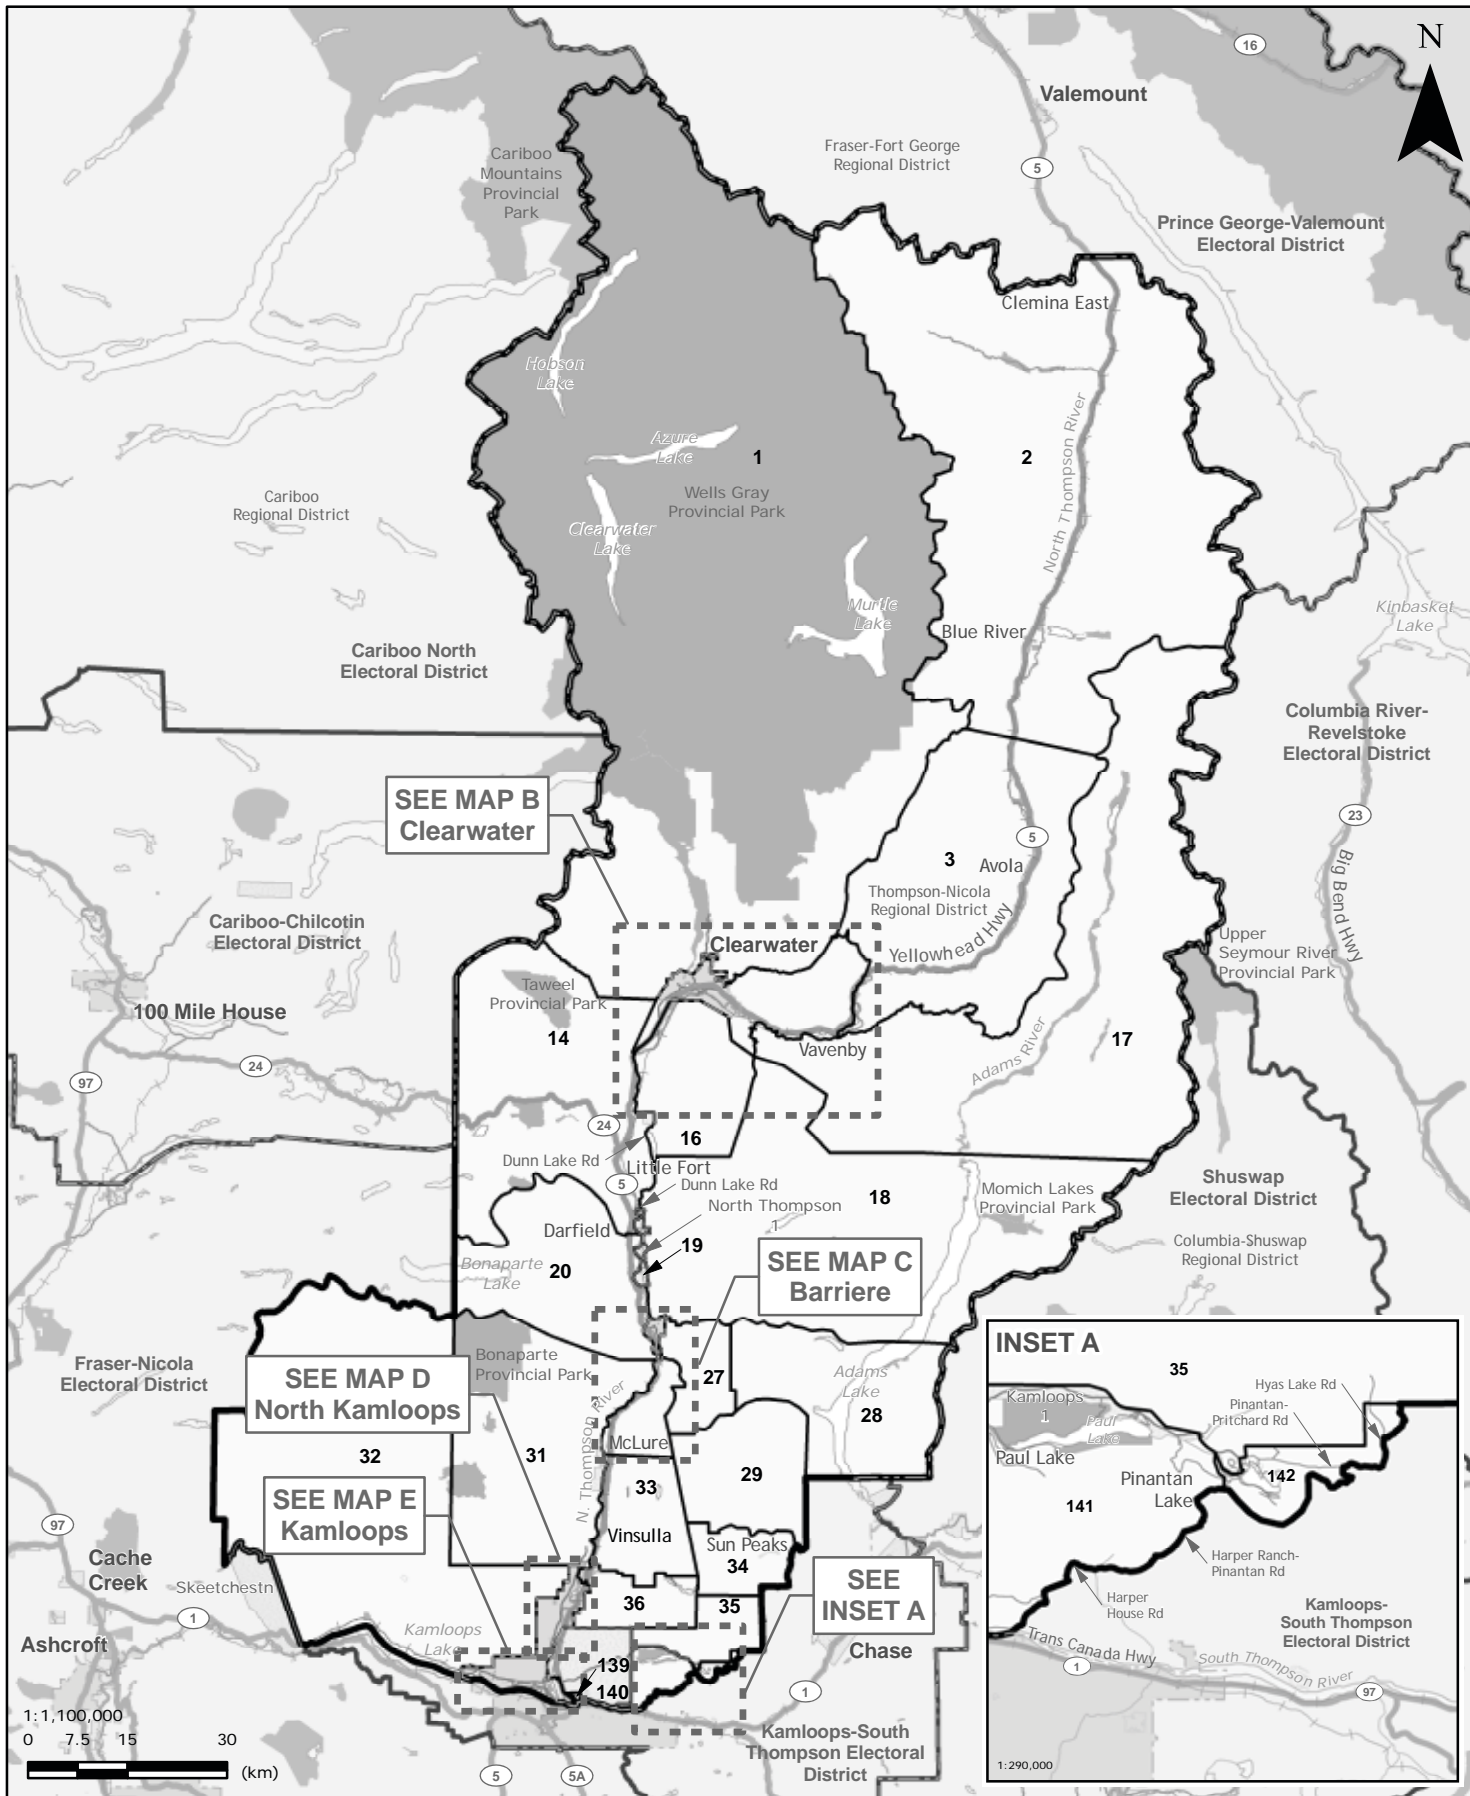 N
16
Valemount
Fraser-Fort George
Regional District
5
Cariboo
Mountains
Provincial
Park
Prince George-Valemount
Electoral District
Clemina East
Hobson
Lake
North Thompson River
Azure
Lake
1
2
Wells Gray
Provincial Park
Cariboo
Regional District
Clearwater
Lake
Murtle
Lake
Kinbasket
Lake
Blue River
Cariboo North
Electoral District
Columbia River-
Revelstoke
Electoral District
SEE MAP B
Clearwater
23
5
Big Bend Hwy
3
Avola
Thompson-Nicola
Regional District
Cariboo-Chilcotin
Electoral District
Yellowhead Hwy
Clearwater
Upper
Seymour River
Provincial Park
Taweel
Provincial Park
100 Mile House
14
Vavenby
Adams River
17
24
97
24
16
Dunn Lake Rd
Little Fort
5
Dunn Lake Rd
North Thompson
1
18
Momich Lakes
Provincial Park
Shuswap
Electoral District
Darfield
19
Columbia-Shuswap
Regional District
Bonaparte
Lake
20
SEE MAP C
Barriere
Fraser-Nicola
Electoral District
SEE MAP D
North Kamloops
Bonaparte
Provincial Park
27
Adams
Lake
28
N. Thompson River
McLure
32
31
29
SEE MAP E
Kamloops
33
97
Vinsulla
Sun Peaks
34
Cache
Creek
Skeetchestn
1
SEE
INSET A
36
35
Ashcroft
Kamloops
Lake
Chase
139
140
1
Kamloops-South
Thompson Electoral
District
5
5A
1:1,100,000
0 7.5 15 30
(km)
INSET A
35
Hyas Lake Rd
Kamloops
1
Pinantan-
Pritchard Rd
Paul
Lake
Paul Lake
Pinantan
Lake
142
141
Harper Ranch-
Pinantan Rd
Harper
House Rd
Kamloops-
South Thompson
Electoral District
Trans Canada Hwy
1
South Thompson
River
97
1:290,000